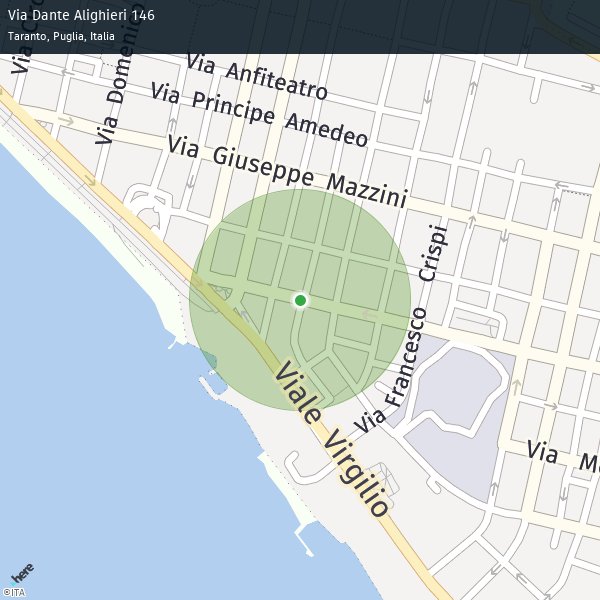 Via Dante Alighieri 146
Taranto, Puglia, Italia
Via Anfiteatro
Via Principe Amedeo
Via Domenico
Via Giuseppe Mazzini
Via Francesco Crispi
Viale Virgilio
Via
here
©ITA